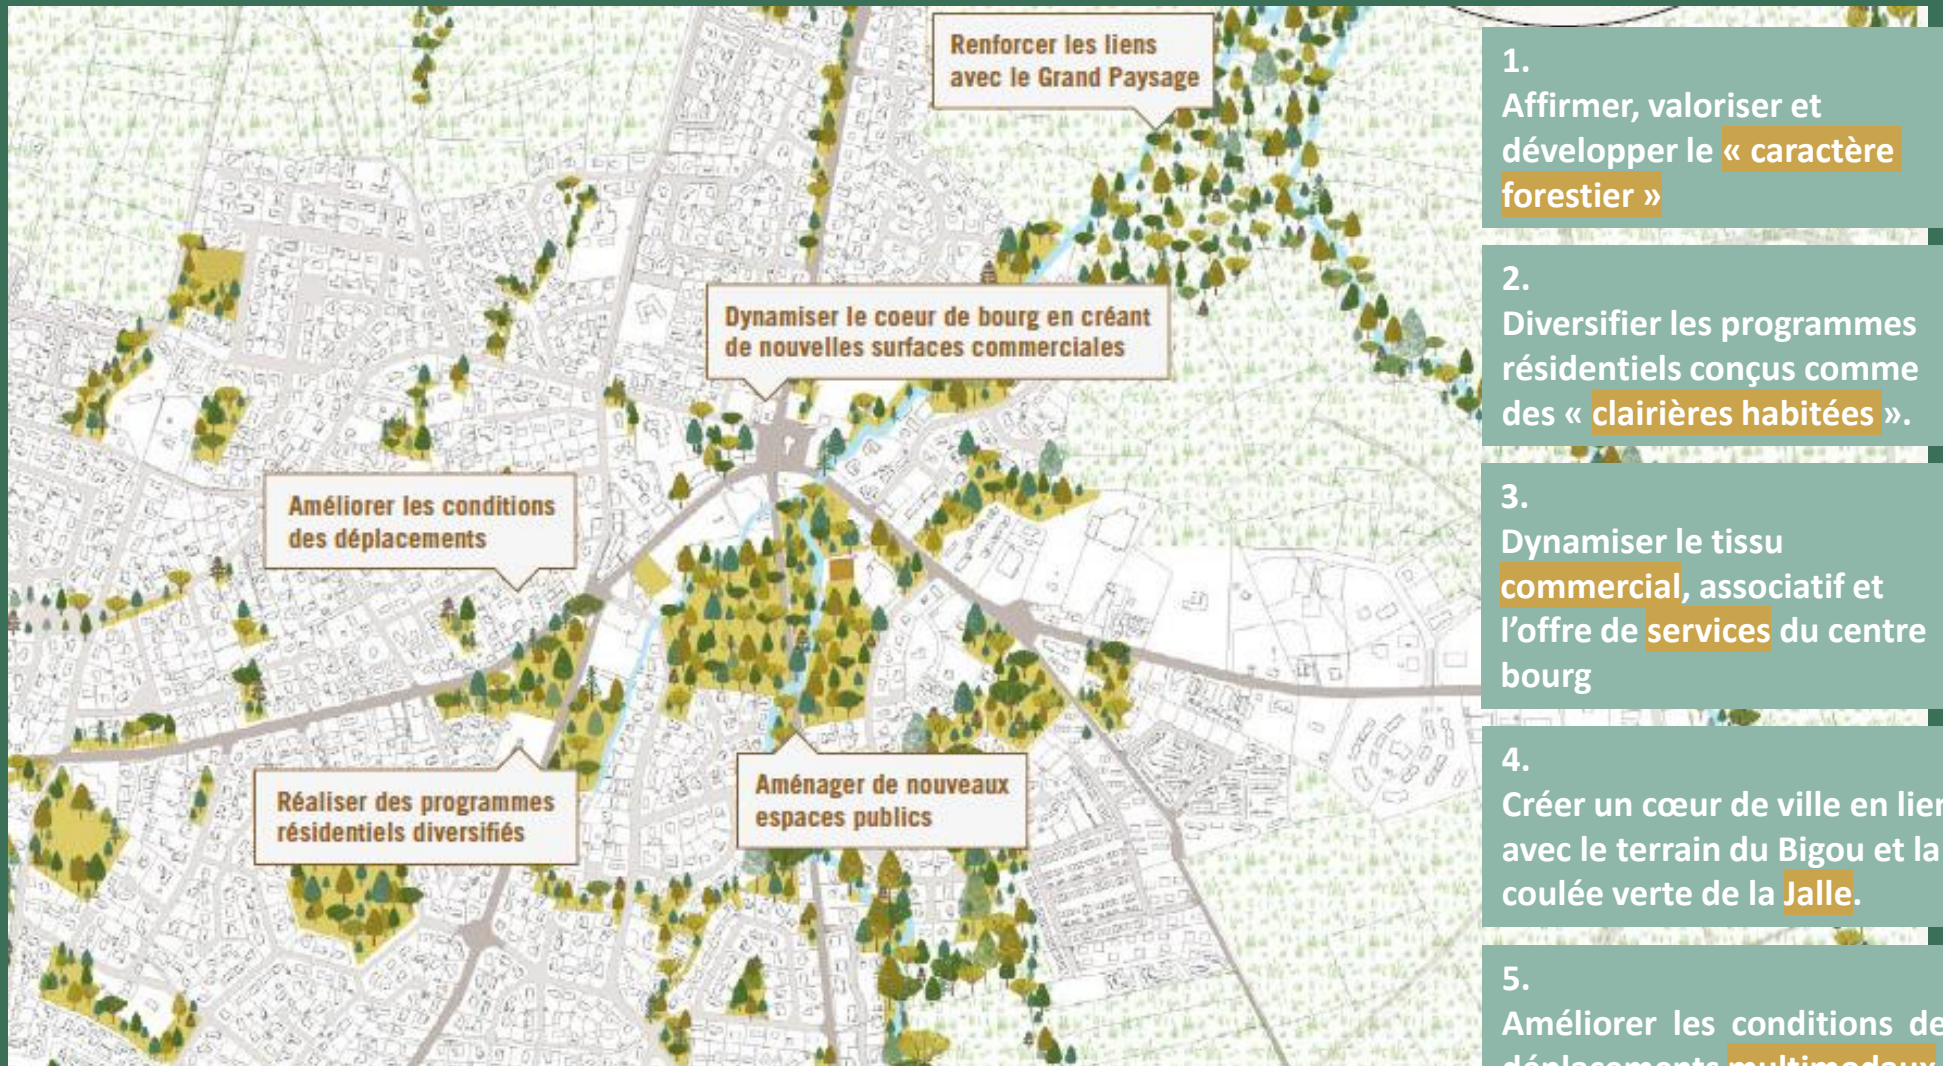 Renforcer les liens
avec le Grand Paysage
Dynamiser le coeur de bourg en créant
de nouvelles surfaces commerciales
Améliorer les conditions
des déplacements
Réaliser des programmes
résidentiels diversifiés
Aménager de nouveaux
espaces publics
1.
Affirmer, valoriser et
développer le « caractère
forestier »
2.
Diversifier les programmes
résidentiels conçus comme
des « clairières habitées ».
3.
Dynamiser le tissu
commercial, associatif et
l’offre de services du centre
bourg
4.
Créer un cœur de ville en lien
avec le terrain du Bigou et la
coulée verte de la Jalle.
5.
Améliorer les conditions de
déplacements multimodaux